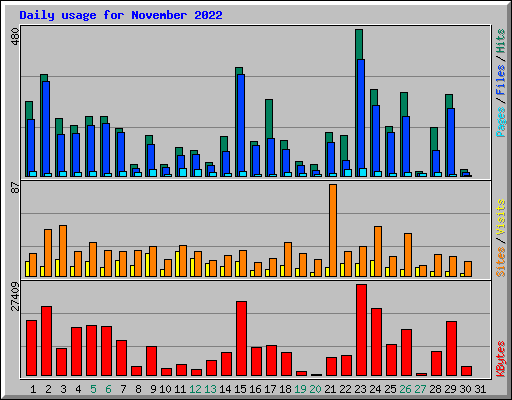 Daily usage for November 2022
480
Pages / Files / Hits
87
Sites / Visits
27409
KBytes
1 2 3 4 5 6 7 8 9 10 11 12 13 14 15 16 17 18 19 20 21 22 23 24 25 26 27 28 29 30 31